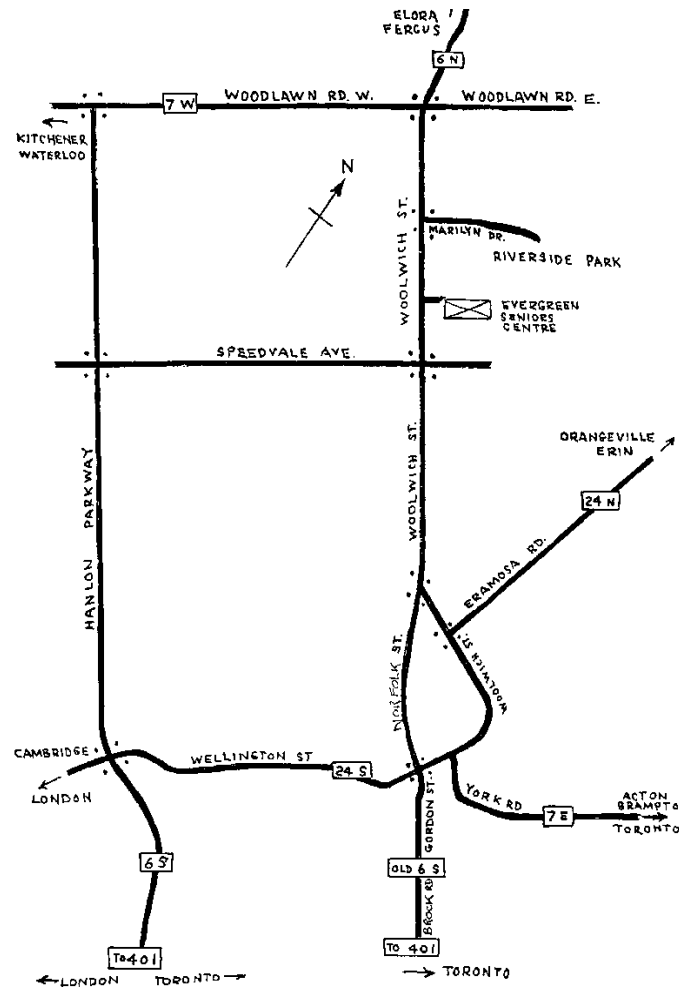 ELORA
FERGUS
6 N
7 W
WOODLAWN RD. W.
WOODLAWN RD. E.
KITCHENER
WATERLOO
N
WOOLWICH ST.
MARILYN DR.
RIVERSIDE PARK
EVERGREEN
SENIORS
CENTRE
SPEEDVALE AVE.
HANLON PARKWAY
WOOLWICH ST.
ORANGEVILLE
ERIN
24 N
ERAMOSA RD.
NORFOLK ST.
WOOLWICH ST.
CAMBRIDGE
LONDON
WELLINGTON ST
24 S
GORDON ST.
YORK RD
7 E
ACTON
BRAMPTO
TORONTO
6 S
OLD 6 S
BROCK RD
TO 401
TO 401
LONDON TORONTO
TORONTO